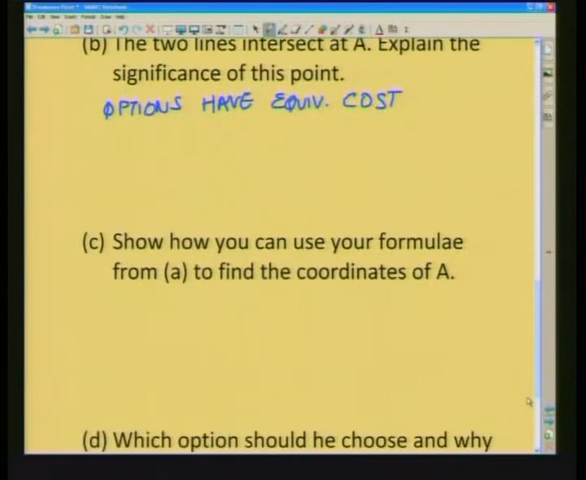 (b) The two lines intersect at A. Explain the
significance of this point.
OPTIONS HAVE EQUIV. COST
(c) Show how you can use your formulae
from (a) to find the coordinates of A.
(d) Which option should he choose and why